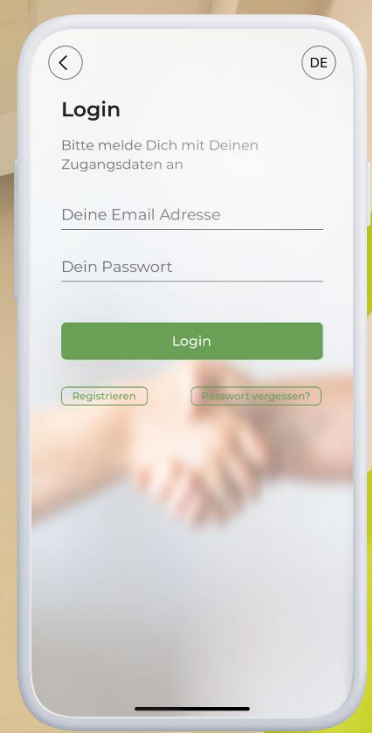 DE
Login
Bitte melde Dich mit Deinen
Zugangsdaten an
Deine Email Adresse
Dein Passwort
Login
Registrieren
Passwort vergessen?